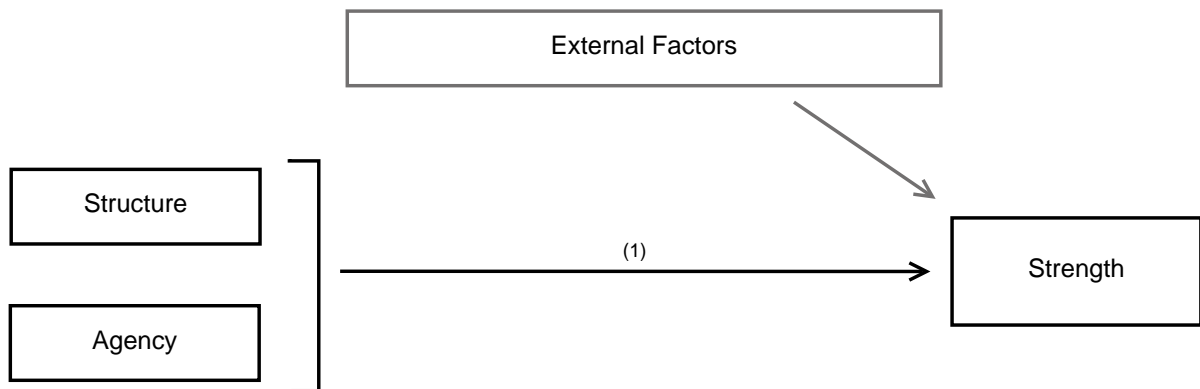 External Factors
Structure
(1)
Strength
Agency